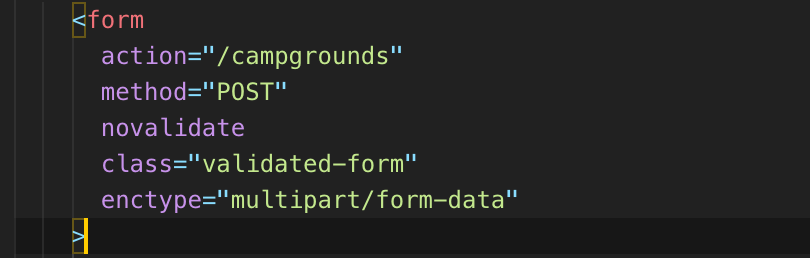 <form
action="/campgrounds"
method="POST"
novalidate
class="validated-form"
enctype="multipart/form-data"
>